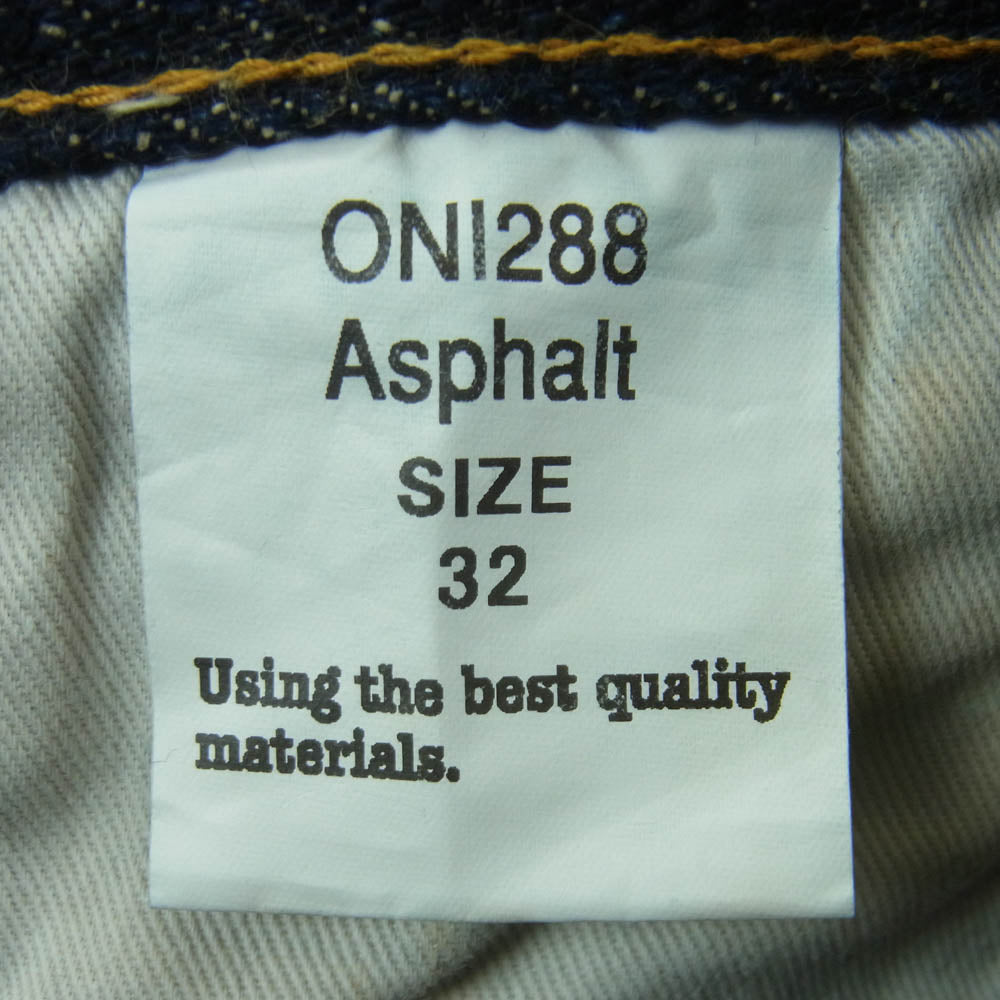 ONI288
Asphalt
SIZE
32
Using the best quality
materials.